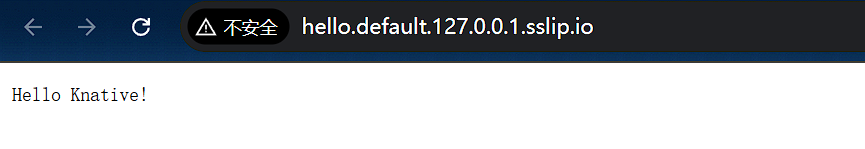 不安全 hello.default.127.0.0.1.sslip.io
Hello Knative!